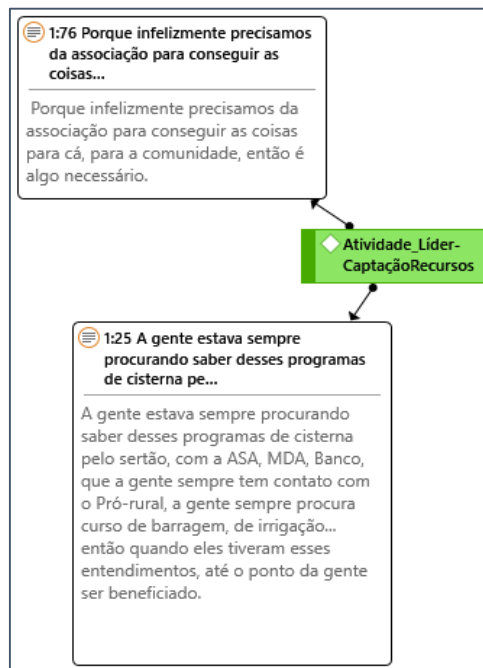 1:76 Porque infelizmente precisamos
da associação para conseguir as
coisas...
Porque infelizmente precisamos da
associação para conseguir as coisas
para cá, para a comunidade, então é
algo necessário.
Atividade_Líder-
CaptaçãoRecursos
1:25 A gente estava sempre
procurando saber desses programas
de cisterna pe...
A gente estava sempre procurando
saber desses programas de cisterna
pelo sertão, com a ASA, MDA, Banco,
que a gente sempre tem contato com
o Pró-rural, a gente sempre procura
curso de barragem, de irrigação...
então quando eles tiveram esses
entendimentos, até o ponto da gente
ser beneficiado.